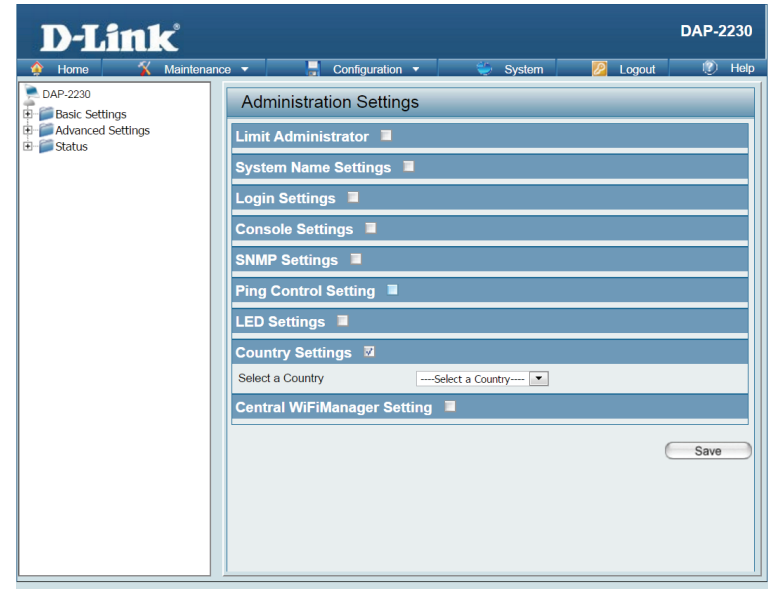 D-Link® DAP-2230
Home Maintenance Configuration System Logout Help
DAP-2230
Basic Settings
Advanced Settings
Status
Administration Settings
Limit Administrator
System Name Settings
Login Settings
Console Settings
SNMP Settings
Ping Control Setting
LED Settings
Country Settings
Select a Country ----Select a Country----
Central WiFiManager Setting
Save